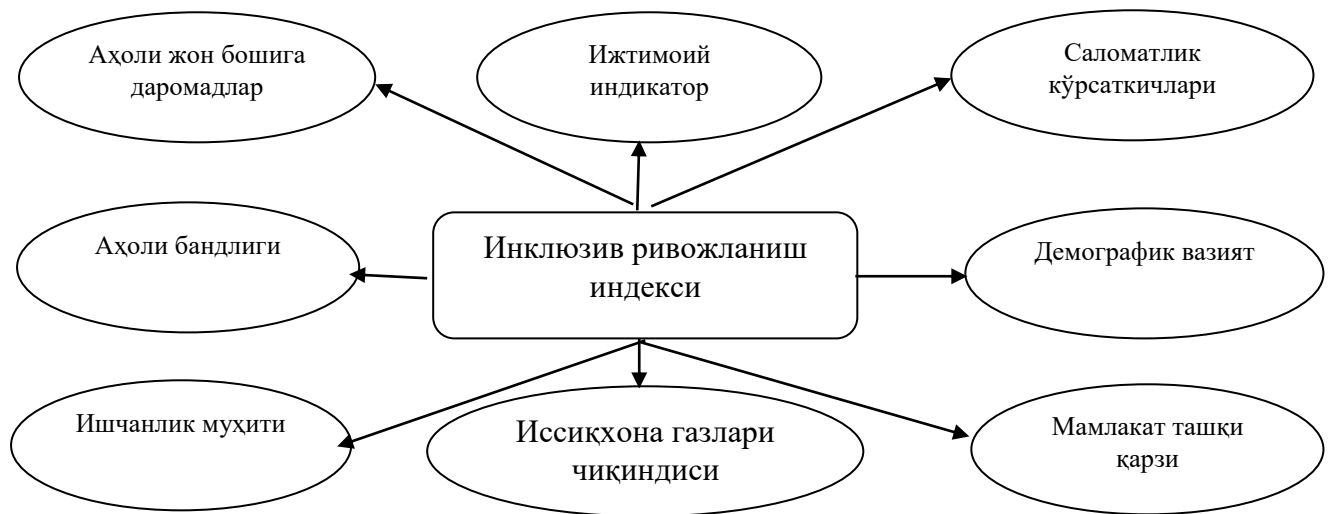 Аҳоли жон бошига
даромадлар
Ижтимоий
индикатор
Саломатлик
кўрсаткичлари
Аҳоли бандлиги
Инклюзив ривожланиш
индекси
Демографик вазият
Ишчанлик муҳити
Иссиқхона газлари
чиқиндиси
Мамлакат ташқи
қарзи